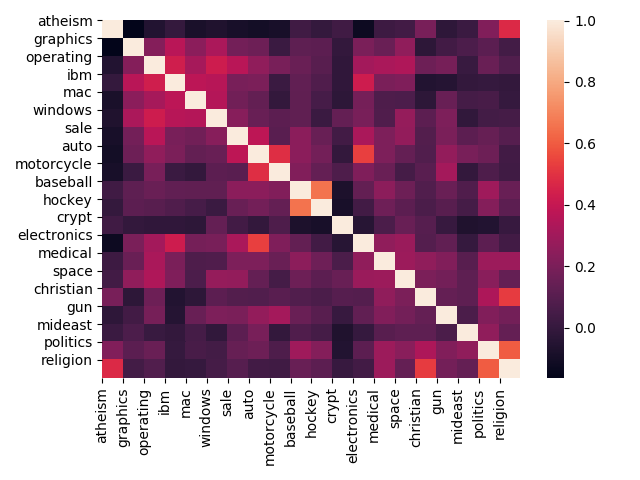 atheism
graphics
operating
ibm
mac
windows
sale
auto
motorcycle
baseball
hockey
crypt
electronics
medical
space
christian
gun
mideast
politics
religion
atheism
graphics
operating
ibm
mac
windows
sale
auto
motorcycle
baseball
hockey
crypt
electronics
medical
space
christian
gun
mideast
politics
religion
1.0
0.8
0.6
0.4
0.2
0.0